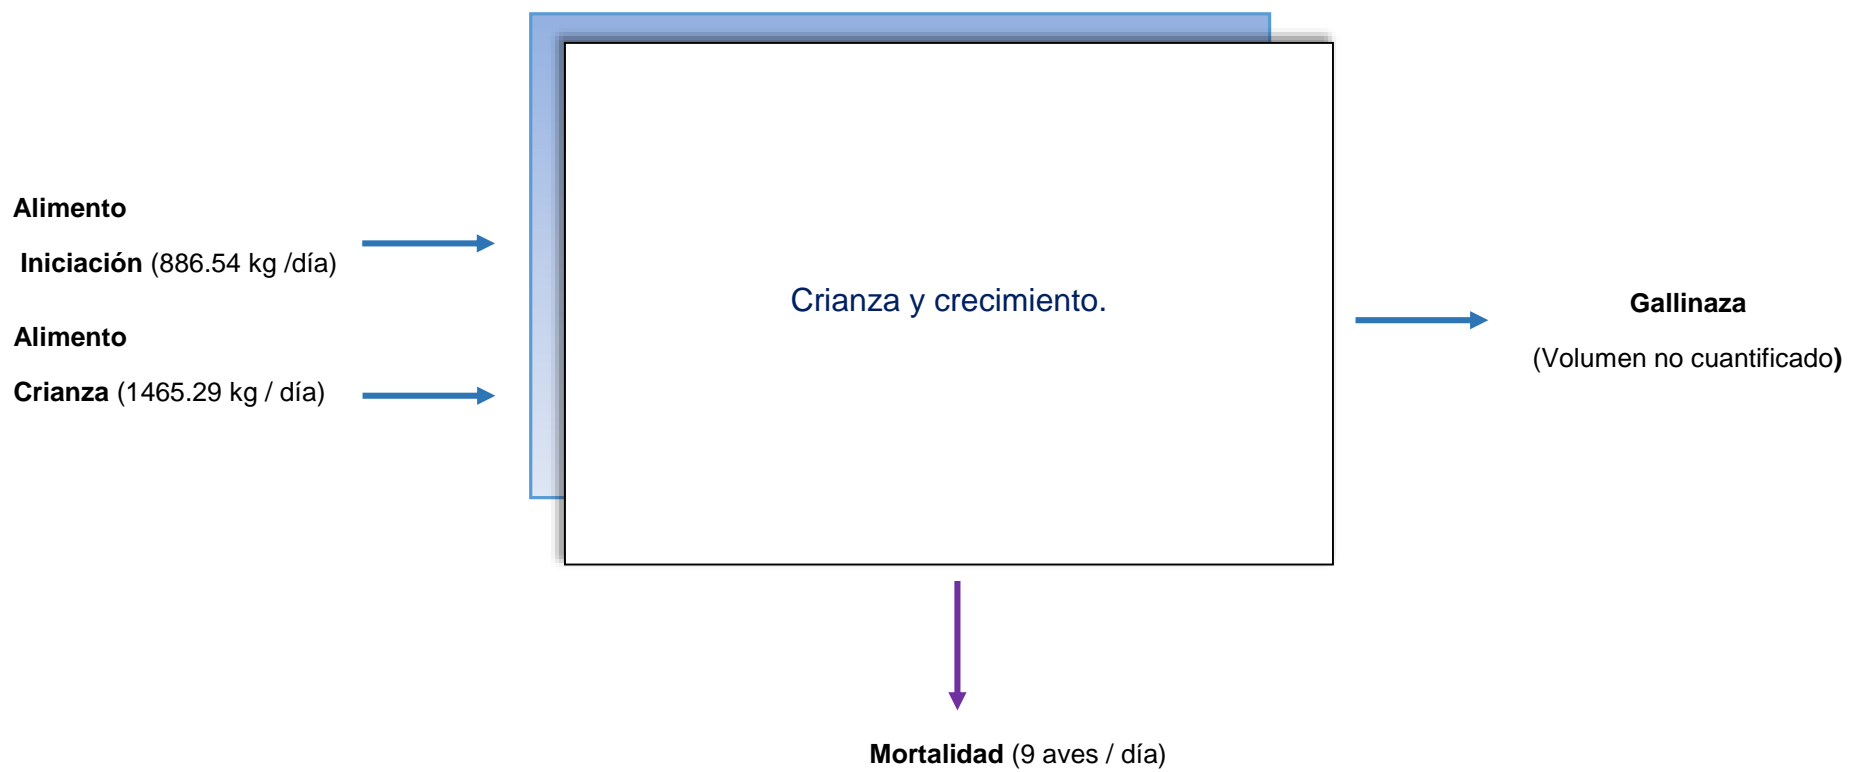 Alimento
Iniciación (886.54 kg /día)
Alimento
Crianza (1465.29 kg / día)
Crianza y crecimiento.
Gallinaza
(Volumen no cuantificado)
Mortalidad (9 aves / día)